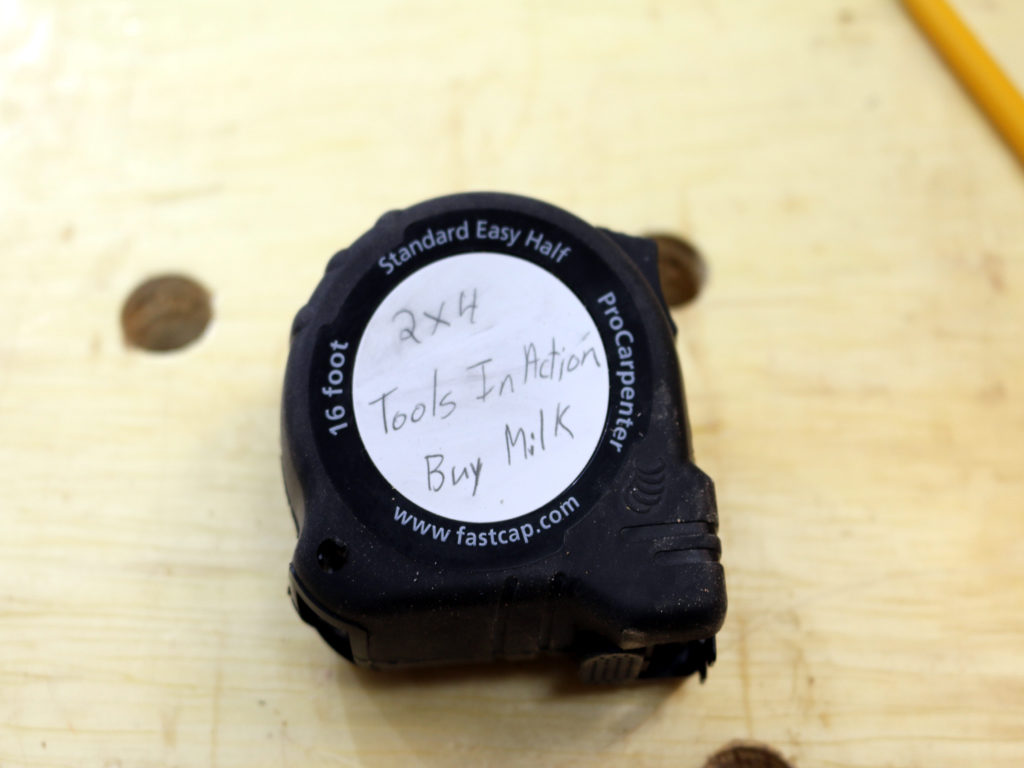 Standard Easy Half
ProCarpenter
16 foot
2x4
Tools In Action
Buy Milk
www.fastcap.com